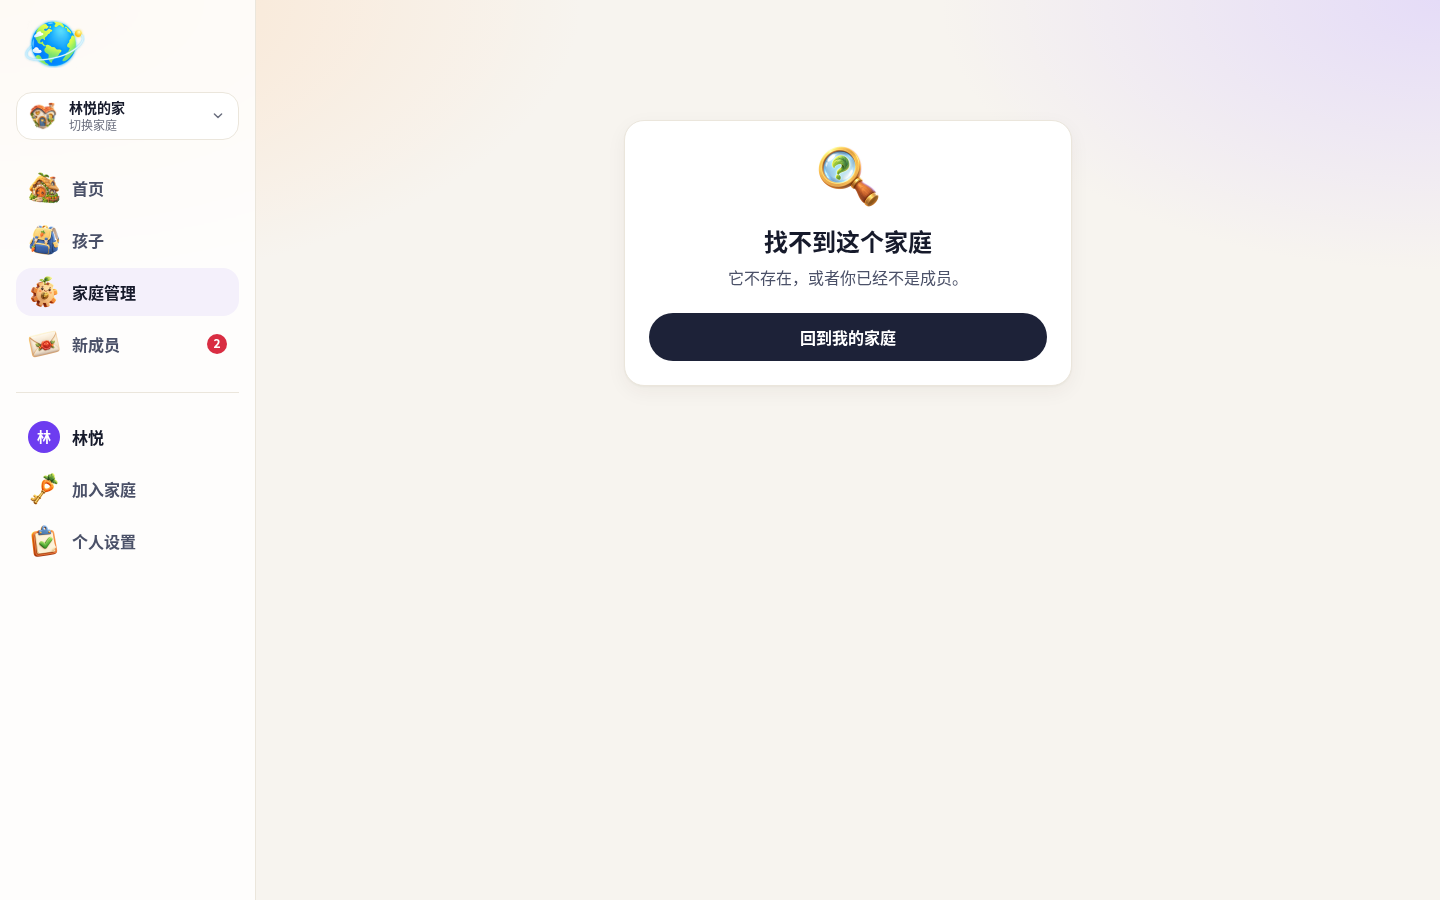 林悦的家
切换家庭
首页
孩子
家庭管理
新成员
2
林
林悦
加入家庭
个人设置
?
找不到这个家庭
它不存在，或者你已经不是成员。
回到我的家庭